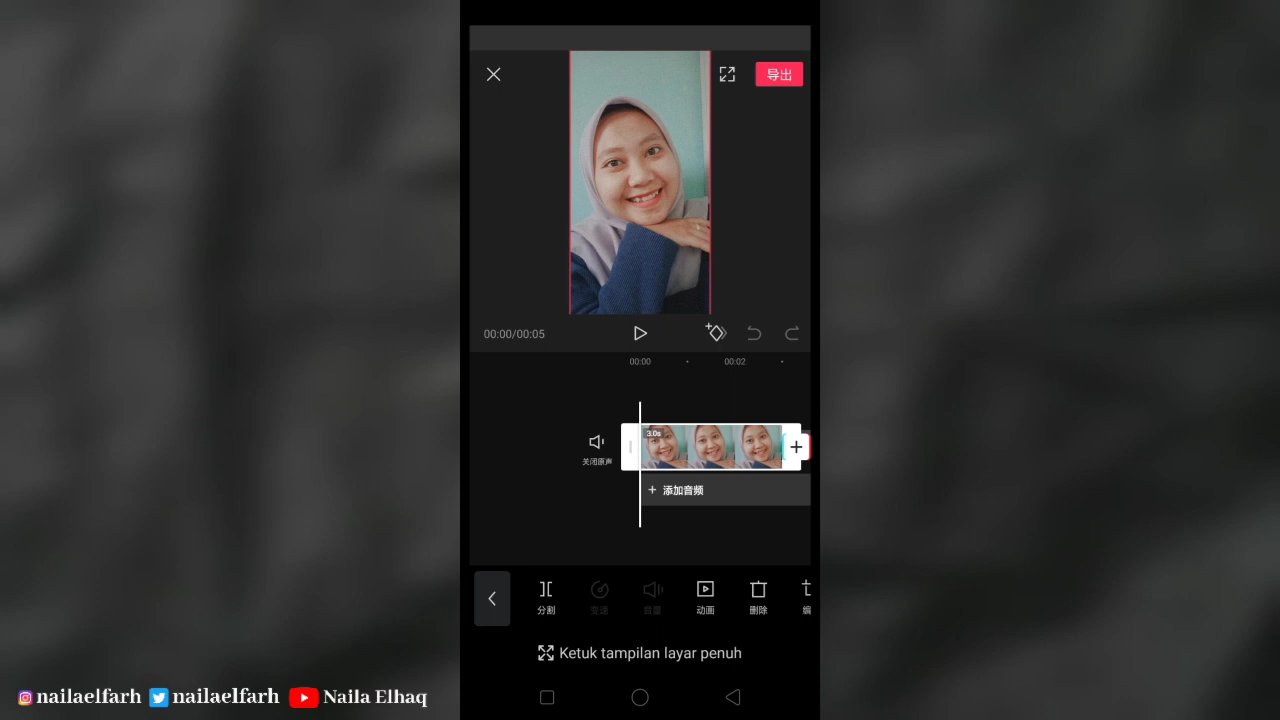 导出
00:00/00:05
00:00
00:02
3.0s
关闭原声
+ 添加音频
分割
变速
音量
动画
删除
编
Ketuk tampilan layar penuh
nailaelfarh nailaelfarh Naila Elhaq